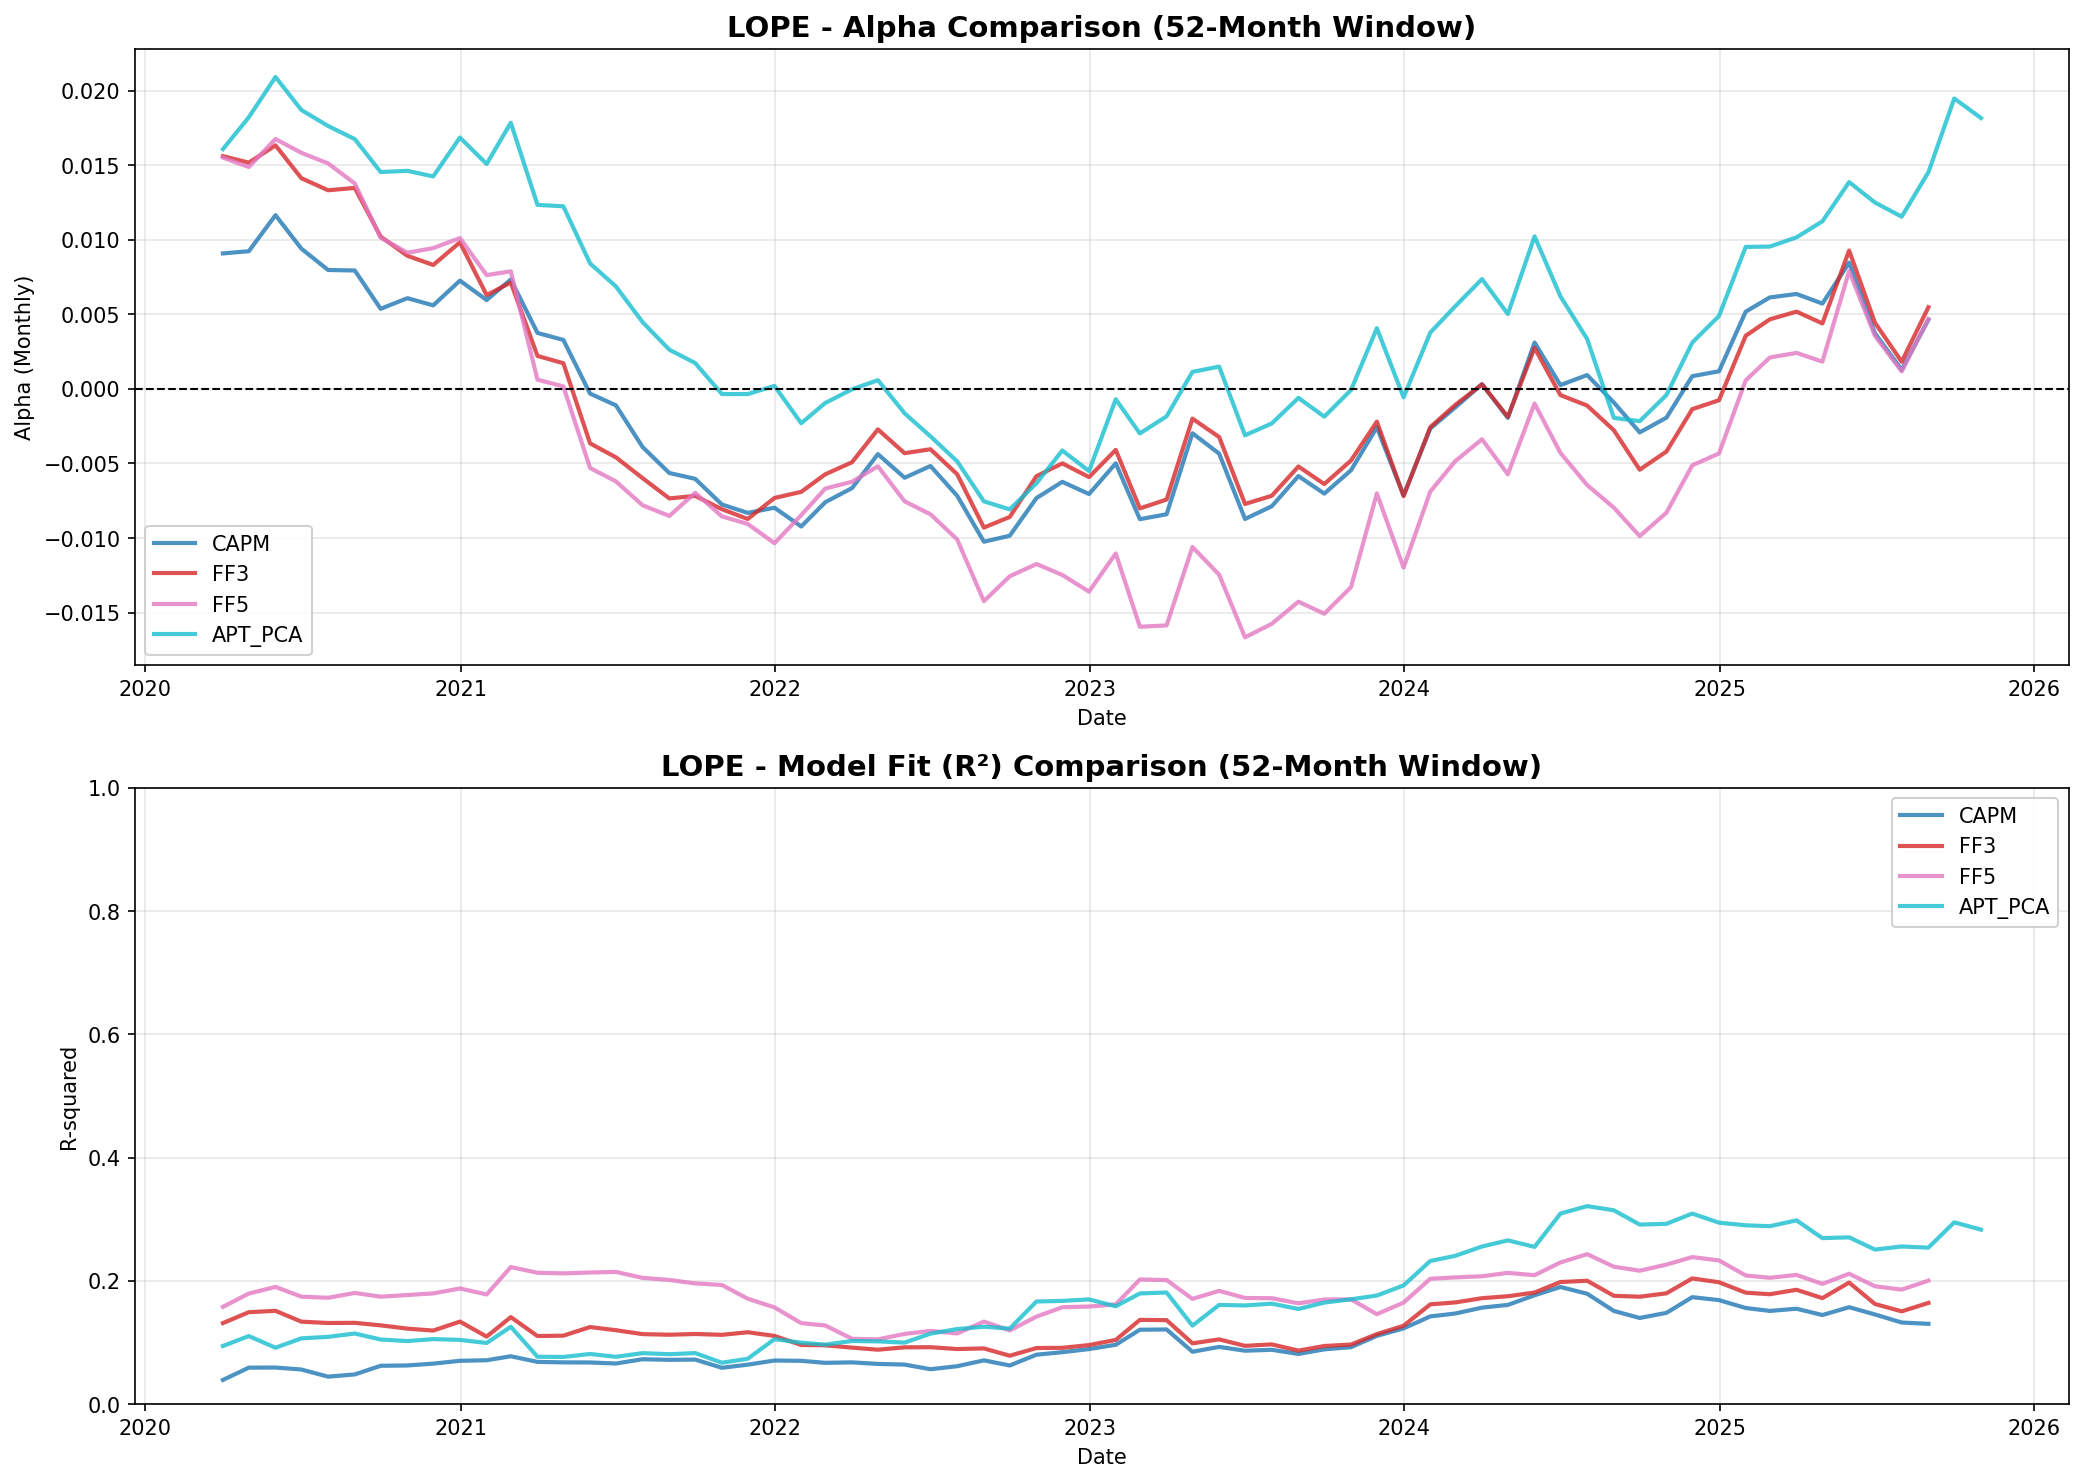 LOPE - Alpha Comparison (52-Month Window)
Alpha (Monthly)
0.020
0.015
0.010
0.005
0.000
−0.005
−0.010
−0.015
CAPM
FF3
FF5
APT_PCA
2020 2021 2022 2023 2024 2025 2026
Date
LOPE - Model Fit (R²) Comparison (52-Month Window)
R-squared
1.0
0.8
0.6
0.4
0.2
0.0
CAPM
FF3
FF5
APT_PCA
2020 2021 2022 2023 2024 2025 2026
Date